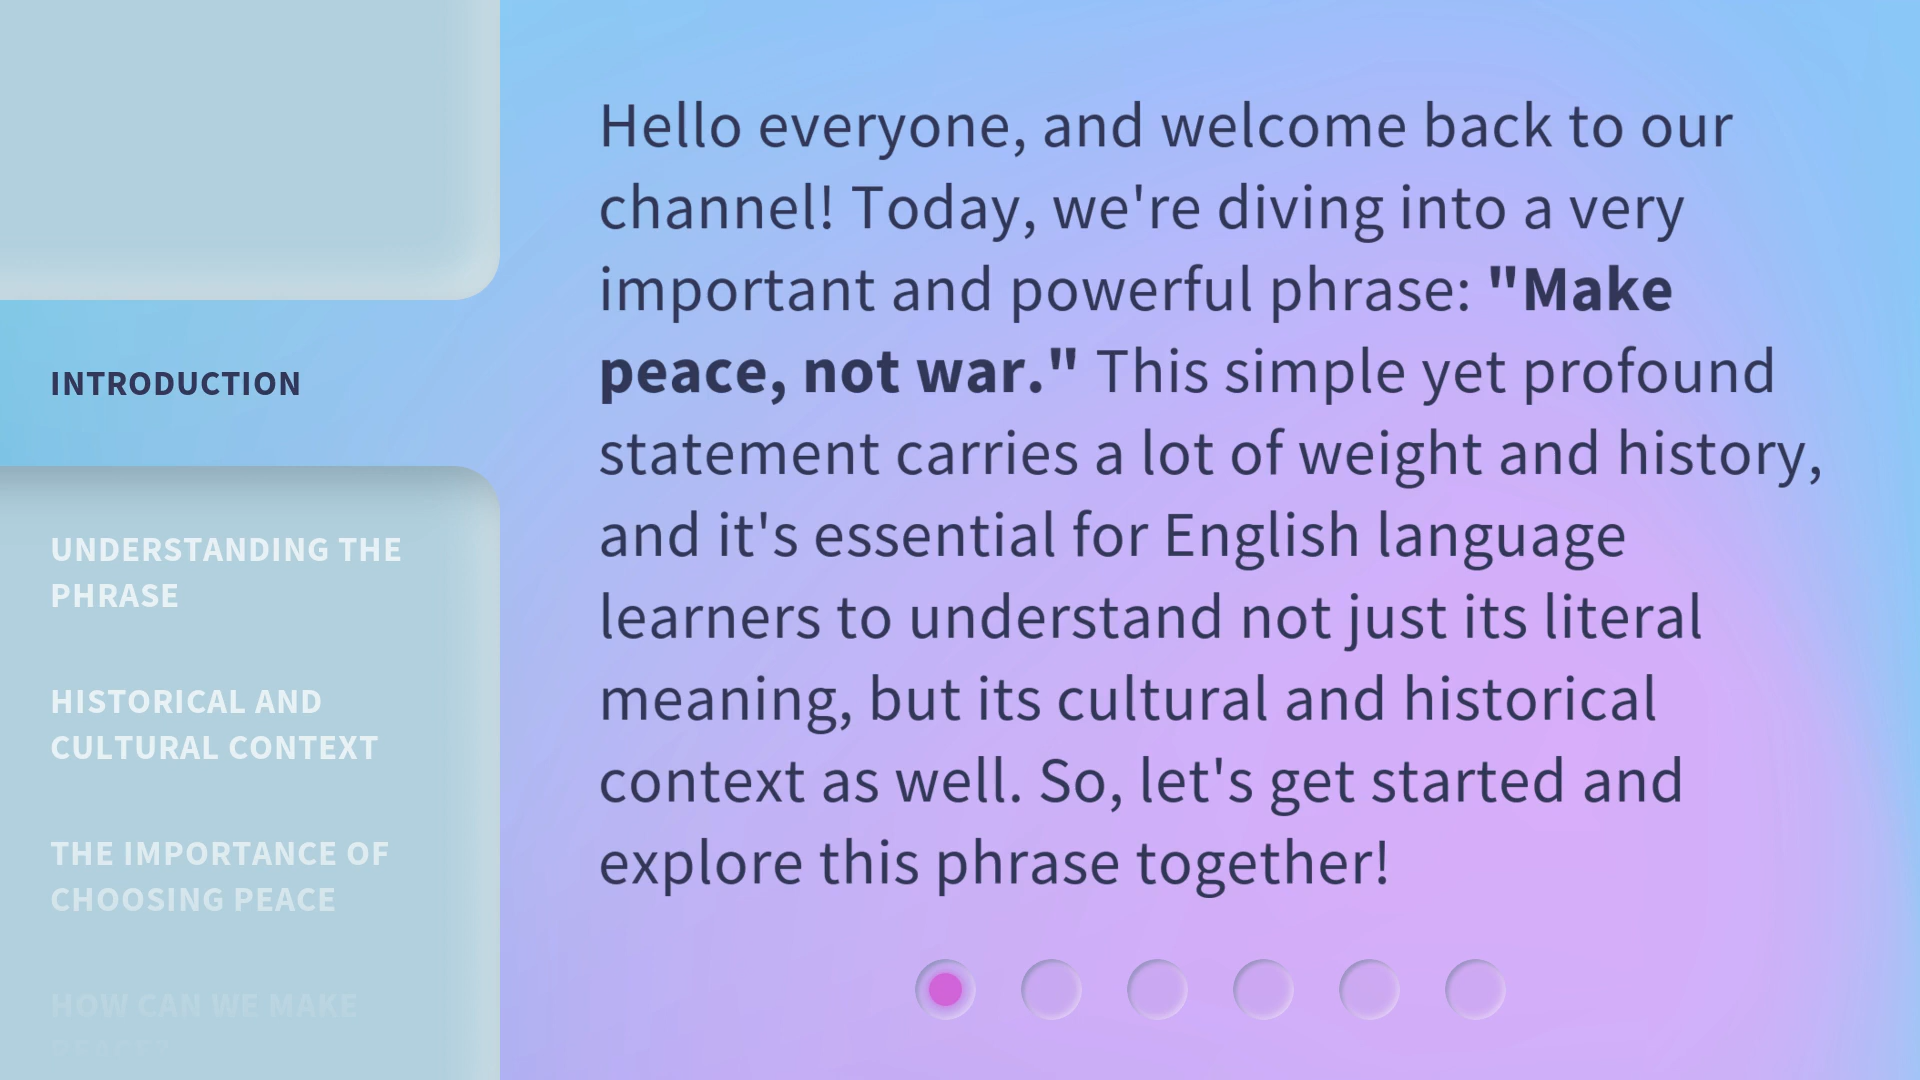 INTRODUCTION
UNDERSTANDING THE
PHRASE
HISTORICAL AND
CULTURAL CONTEXT
THE IMPORTANCE OF
CHOOSING PEACE
HOW CAN WE MAKE
PEACE?
Hello everyone, and welcome back to our
channel! Today, we're diving into a very
important and powerful phrase: "Make
peace, not war." This simple yet profound
statement carries a lot of weight and history,
and it's essential for English language
learners to understand not just its literal
meaning, but its cultural and historical
context as well. So, let's get started and
explore this phrase together!